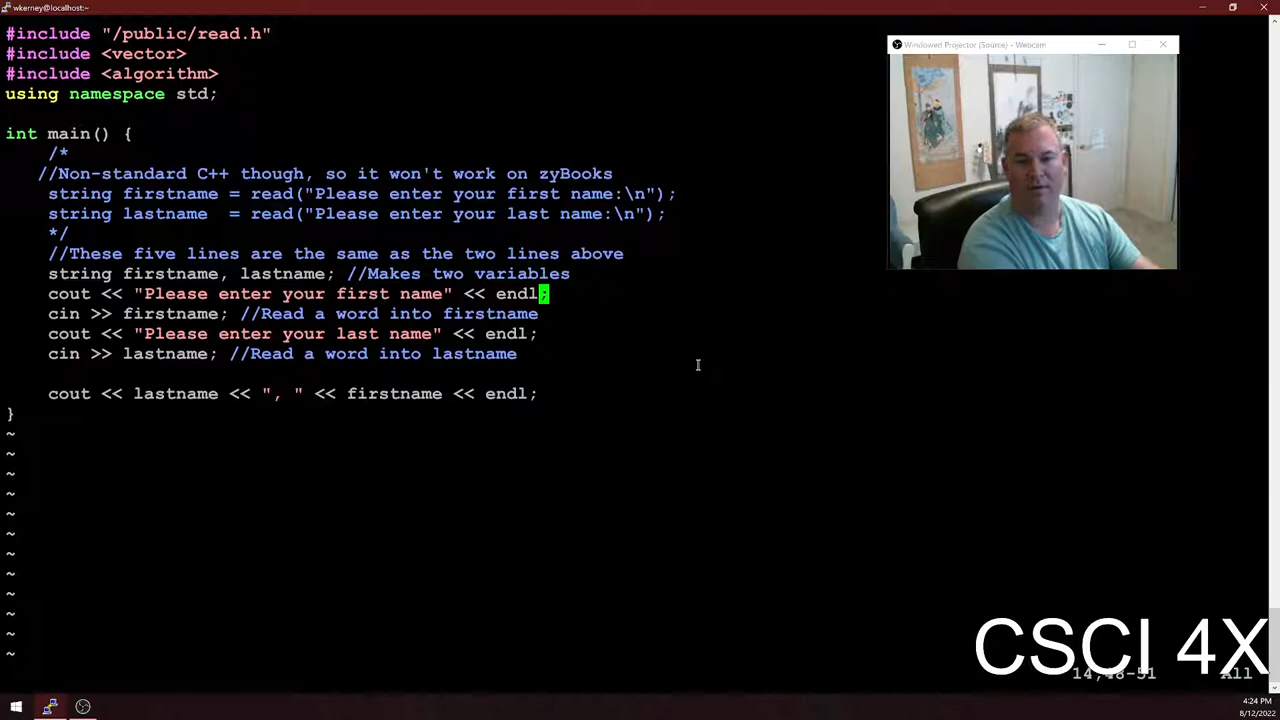 wkerney@localhost:~
#include "/public/read.h"
#include <vector>
#include <algorithm>
using namespace std;
int main() {
/*
//Non-standard C++ though, so it won't work on zyBooks
string firstname = read("Please enter your first name:\n");
string lastname  = read("Please enter your last name:\n");
*/
//These five lines are the same as the two lines above
string firstname, lastname; //Makes two variables
cout << "Please enter your first name" << endl;
cin >> firstname; //Read a word into firstname
cout << "Please enter your last name" << endl;
cin >> lastname; //Read a word into lastname
cout << lastname << ", " << firstname << endl;
}
~
~
~
~
~
~
~
~
~
~
~
~
Windowed Projector (Source) - Webcam
CSCI 4X
14,48-51 All
4:24 PM
8/12/2022